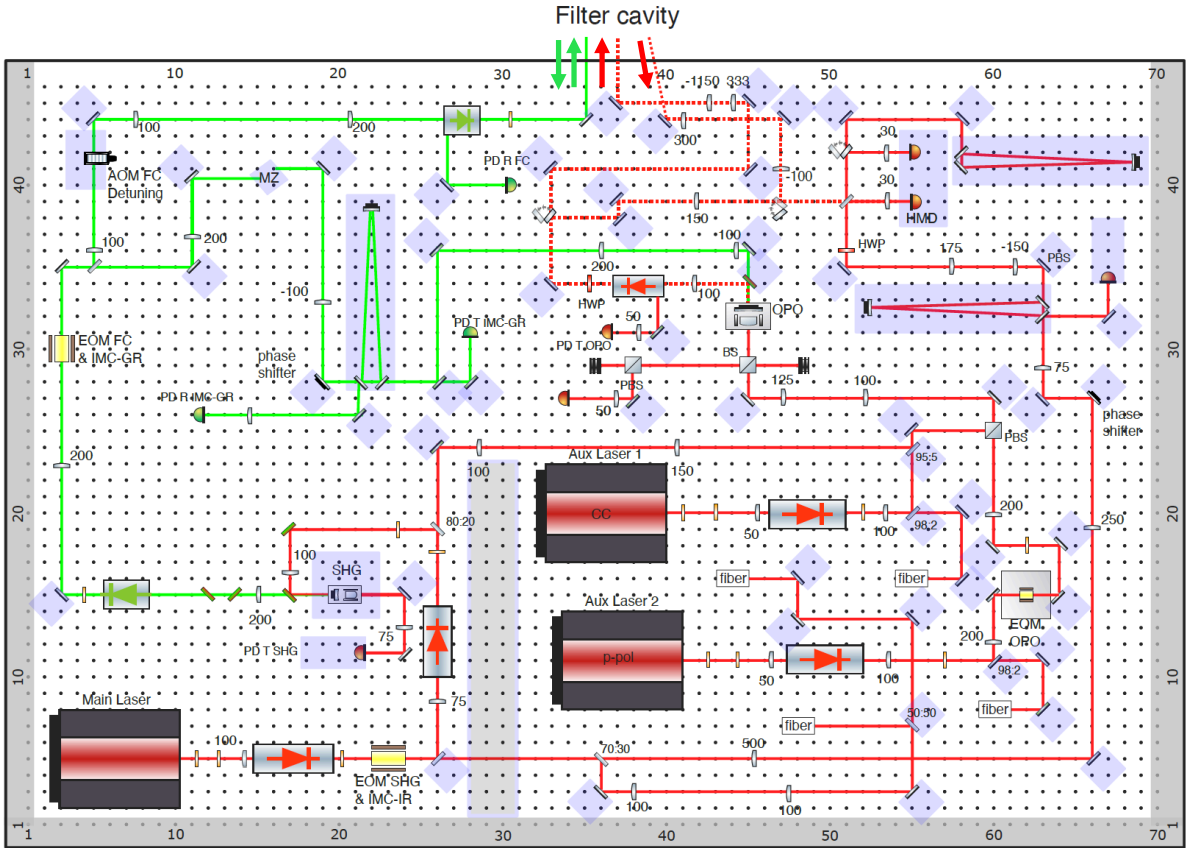 Filter cavity
1 10 20 30 40 50 60 70
-1150 333
100
200
300
30
PD R FC
AOM FC
Detuning
MZ
-100
30
40
40
HMD
150
100
200
HWP
175
-150
PBS
200
-100
-100
100
HWP
OPO
PD T IMC-GR
50
EOM FC
& IMC-GR
PD T OPO
30
30
BS
phase
shifter
75
PBS
125
100
PD R IMC-GR
50
phase
shifter
PBS
200
100
150
95:5
Aux Laser 1
CC
80:20
20
20
98:2
200
250
50
100
100
SHG
fiber
fiber
200
Aux Laser 2
EOM
OPO
75
200
PD T SHG
p-pol
50
100
98:2
10
10
Main Laser
75
fiber
50:50
fiber
100
70:30
500
EOM SHG
& IMC-IR
100
100
1 10 20 30 40 50 60 70
1